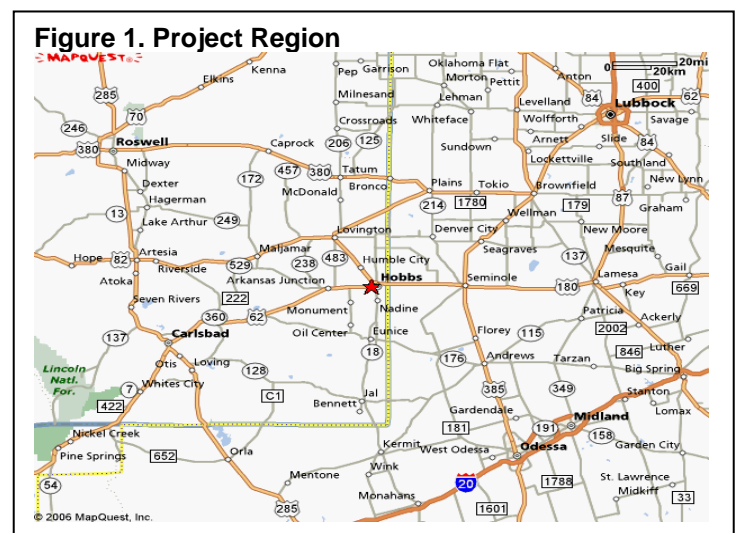 Figure 1. Project Region
MAPQUEST
0 20mi
20km
Kenna
Elkins
Pep Garrison
Oklahoma Flat
Morton Pettit
Anton
400
285
Milnesand
Lehman
Levelland
84
62
Lubbock
70
Crossroads
Whiteface
Wolfforth
Savage
246
Roswell
Caprock
206
125
Sundown
Arnett
Slide
84
380
Midway
457
380
Tatum
Lockettville
Southland
172
Bronco
Plains
Tokio
Brownfield
New Lynn
Dexter
McDonald
87
Hagerman
214
1780
179
Graham
13
Lake Arthur
249
Lovington
Denver City
Wellman
New Moore
Hope
82
Artesia
Maljamar
483
Humble City
Seagraves
137
Mesquite
Riverside
529
238
Hobbs
Gail
Atoka
Arkansas Junction
Seminole
180
Lamesa
669
Seven Rivers
222
Key
360
62
Monument
Nadine
Patricia
Ackerly
137
Carlsbad
Oil Center
Eunice
Florey
115
2002
Otis
Loving
18
176
Andrews
Tarzan
846
Luther
Lincoln
Natl.
For.
128
Big Spring
7
Whites City
Jal
385
349
Stanton
422
C1
Bennett
Gardendale
Midland
Lomax
Nickel Creek
181
191
158
Pine Springs
652
Orla
Kermit
West Odessa
Odessa
Garden City
Wink
54
Mentone
20
1788
St. Lawrence
Midkiff
285
Monahans
1601
33
© 2006 MapQuest, Inc.